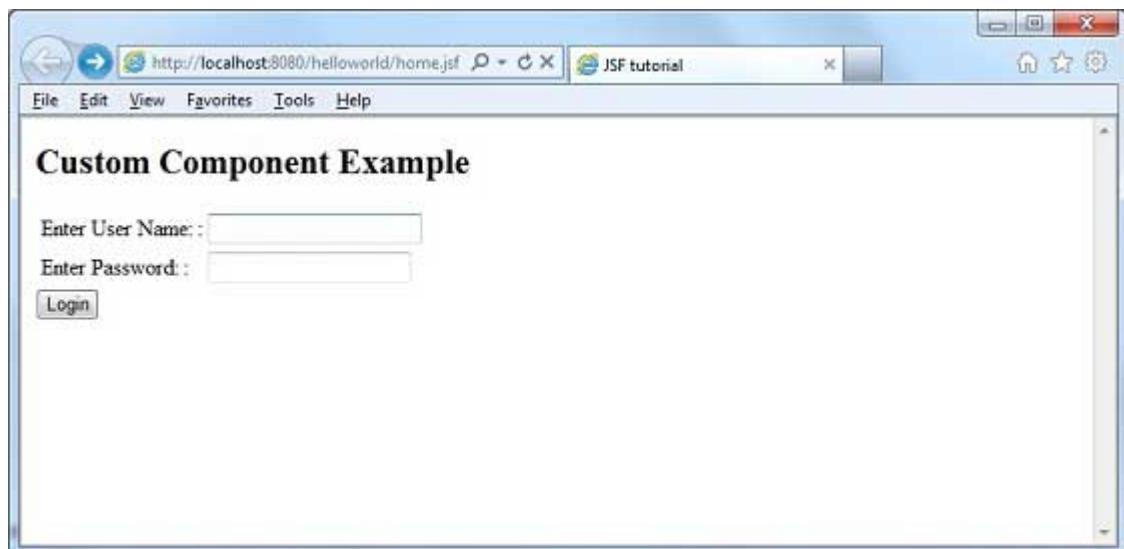 http://localhost:8080/helloworld/home.jsf
JSF tutorial
File Edit View Favorites Tools Help
Custom Component Example
Enter User Name: :
Enter Password: :
Login